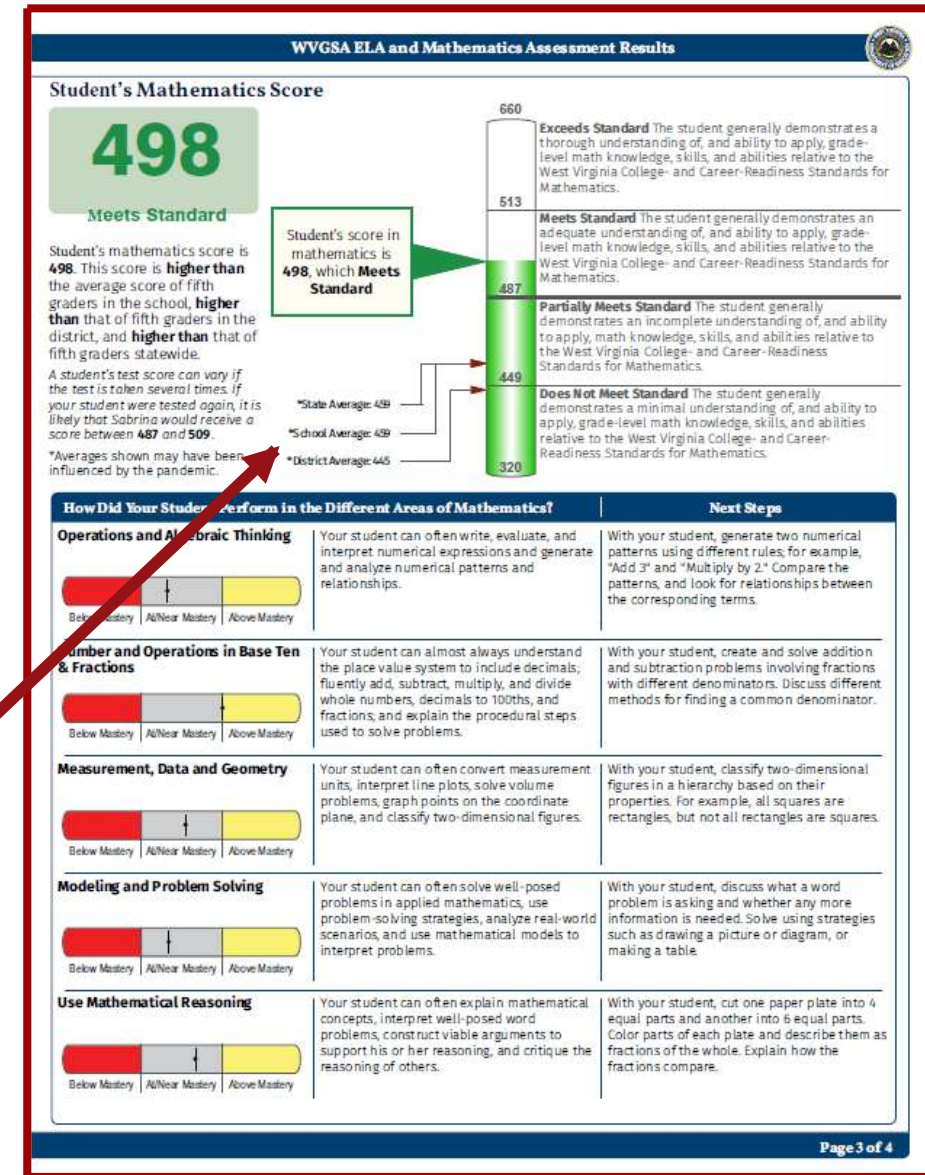 WVGSA ELA and Mathematics Assessment Results
Student's Mathematics Score
498
Meets Standard
Student's mathematics score is
498. This score is higher than
the average score of fifth
graders in the school, higher
than that of fifth graders in the
district, and higher than that of
fifth graders statewide.
A student's test score can vary if
the test is taken several times. If
your student were tested again, it is
likely that Sabrina would receive a
score between 487 and 509.
*Averages shown may have been
influenced by the pandemic.
Student's score in
mathematics is
498, which Meets
Standard
*State Average: 459
*School Average: 459
*District Average: 445
660
513
487
449
320
Exceeds Standard The student generally demonstrates a
thorough understanding of, and ability to apply, grade-
level math knowledge, skills, and abilities relative to the
West Virginia College- and Career-Readiness Standards for
Mathematics.
Meets Standard The student generally demonstrates an
adequate understanding of, and ability to apply, grade-
level math knowledge, skills, and abilities relative to the
West Virginia College- and Career-Readiness Standards for
Mathematics.
Partially Meets Standard The student generally
demonstrates an incomplete understanding of, and ability
to apply, math knowledge, skills, and abilities relative to
the West Virginia College- and Career-Readiness
Standards for Mathematics.
Does Not Meet Standard The student generally
demonstrates a minimal understanding of, and ability to
apply, grade-level math knowledge, skills, and abilities
relative to the West Virginia College- and Career-
Readiness Standards for Mathematics.
How Did Your Student Perform in the Different Areas of Mathematics?
Next Steps
Operations and Algebraic Thinking
Below Mastery At/Near Mastery Above Mastery
Your student can often write, evaluate, and
interpret numerical expressions and generate
and analyze numerical patterns and
relationships.
With your student, generate two numerical
patterns using different rules; for example,
"Add 3" and "Multiply by 2." Compare the
patterns, and look for relationships between
the corresponding terms.
Number and Operations in Base Ten
& Fractions
Below Mastery At/Near Mastery Above Mastery
Your student can almost always understand
the place value system to include decimals;
fluently add, subtract, multiply, and divide
whole numbers, decimals to 100ths, and
fractions; and explain the procedural steps
used to solve problems.
With your student, create and solve addition
and subtraction problems involving fractions
with different denominators. Discuss different
methods for finding a common denominator.
Measurement, Data and Geometry
Below Mastery At/Near Mastery Above Mastery
Your student can often convert measurement
units, interpret line plots, solve volume
problems, graph points on the coordinate
plane, and classify two-dimensional figures.
With your student, classify two-dimensional
figures in a hierarchy based on their
properties. For example, all squares are
rectangles, but not all rectangles are squares.
Modeling and Problem Solving
Below Mastery At/Near Mastery Above Mastery
Your student can often solve well-posed
problems in applied mathematics, use
problem-solving strategies, analyze real-world
scenarios, and use mathematical models to
interpret problems.
With your student, discuss what a word
problem is asking and whether any more
information is needed. Solve using strategies
such as drawing a picture or diagram, or
making a table.
Use Mathematical Reasoning
Below Mastery At/Near Mastery Above Mastery
Your student can often explain mathematical
concepts, interpret well-posed word
problems, construct viable arguments to
support his or her reasoning, and critique the
reasoning of others.
With your student, cut one paper plate into 4
equal parts and another into 6 equal parts.
Color parts of each plate and describe them as
fractions of the whole. Explain how the
fractions compare.
Page 3 of 4